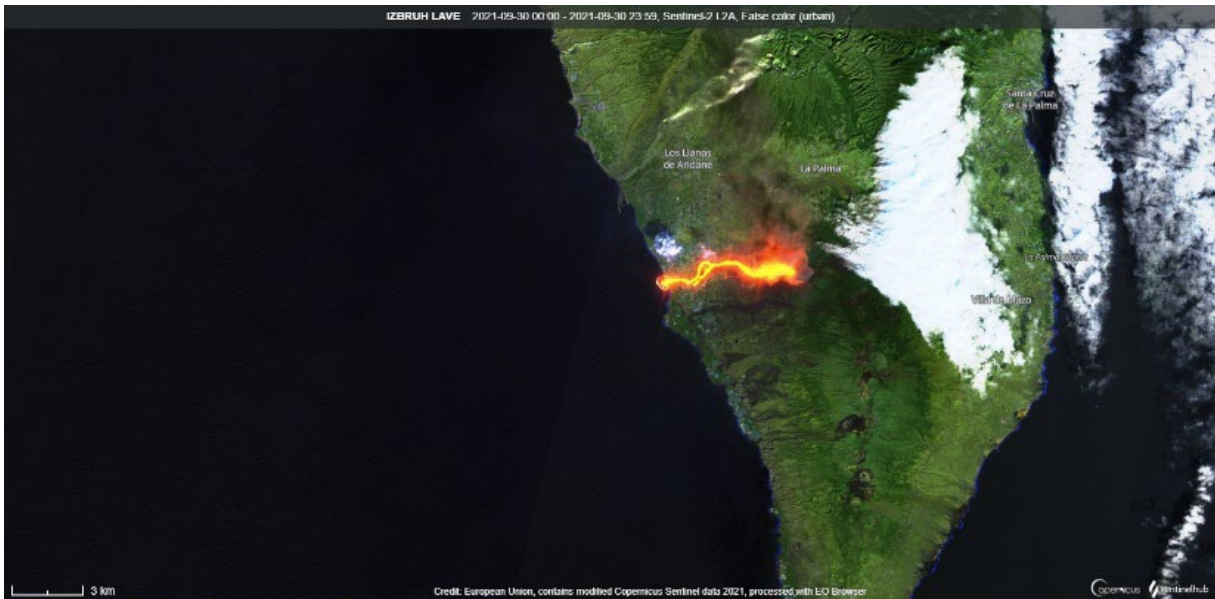 IZBRUH LAVE 2021-09-30 00:00 - 2021-09-30 23:59, Sentinel-2 L2A, False color (urban)
Santa Cruz
de La Palma
Los Llanos
de Aridane
La Palma
Villa de Mazo
3 km
Credit: European Union, contains modified Copernicus Sentinel data 2021, processed with EO Browser
Copernicus sentinelhub